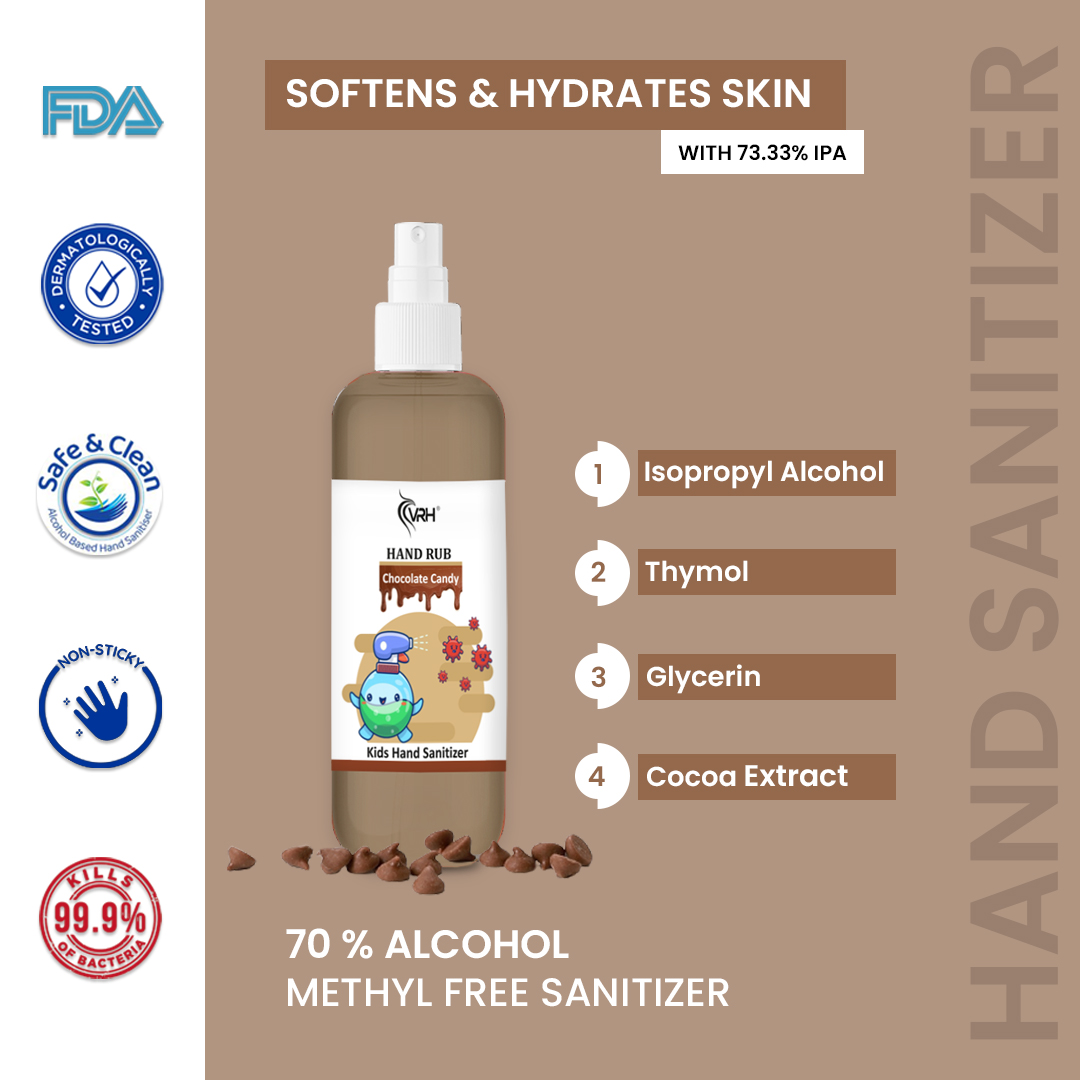 FDA
DERMATOLOGICALLY
TESTED
Safe & Clean
Alcohol Based Hand Sanitiser
NON-STICKY
KILLS
99.9%
OF BACTERIA
SOFTENS & HYDRATES SKIN
WITH 73.33% IPA
VRH®
HAND RUB
Chocolate Candy
Kids Hand Sanitizer
1 Isopropyl Alcohol
2 Thymol
3 Glycerin
4 Cocoa Extract
70 % ALCOHOL
METHYL FREE SANITIZER
HAND SANITIZER